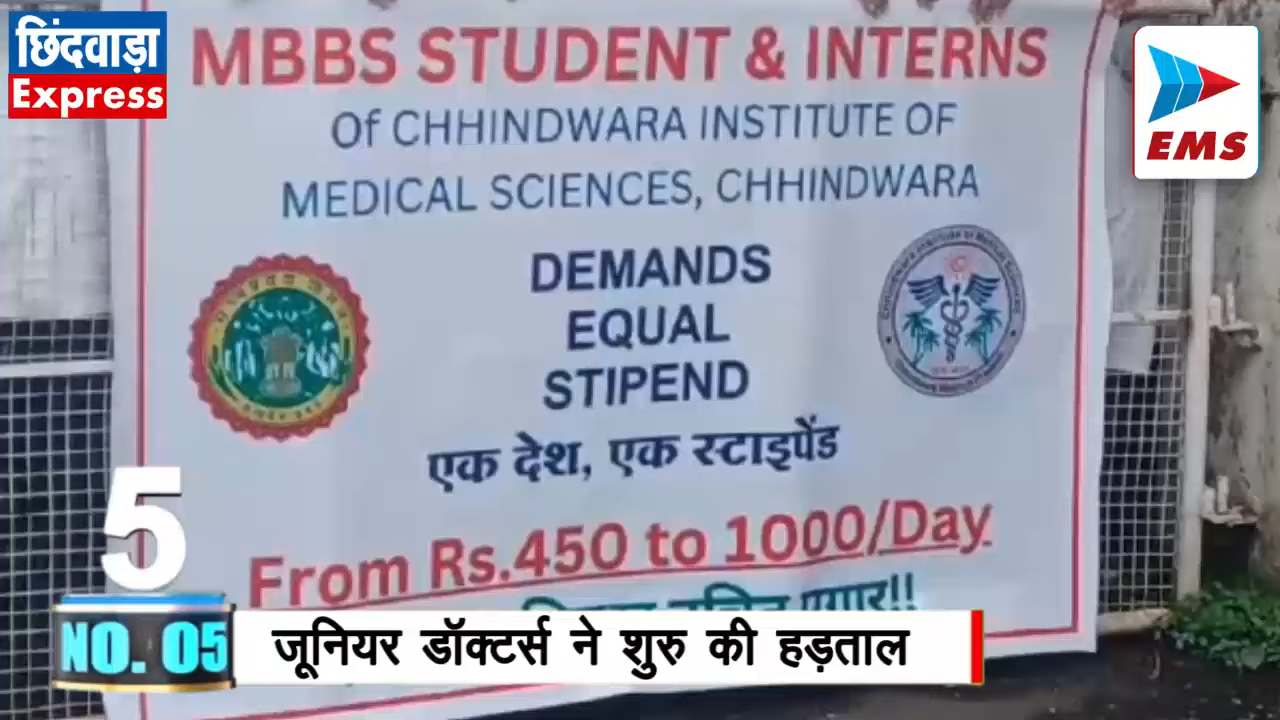 छिंदवाड़ा
Express
EMS
MBBS STUDENT & INTERNS
Of CHHINDWARA INSTITUTE OF
MEDICAL SCIENCES, CHHINDWARA
DEMANDS
EQUAL
STIPEND
एक देश, एक स्टाइपेंड
From Rs.450 to 1000/Day
5
NO. 05
जूनियर डॉक्टर्स ने शुरु की हड़ताल